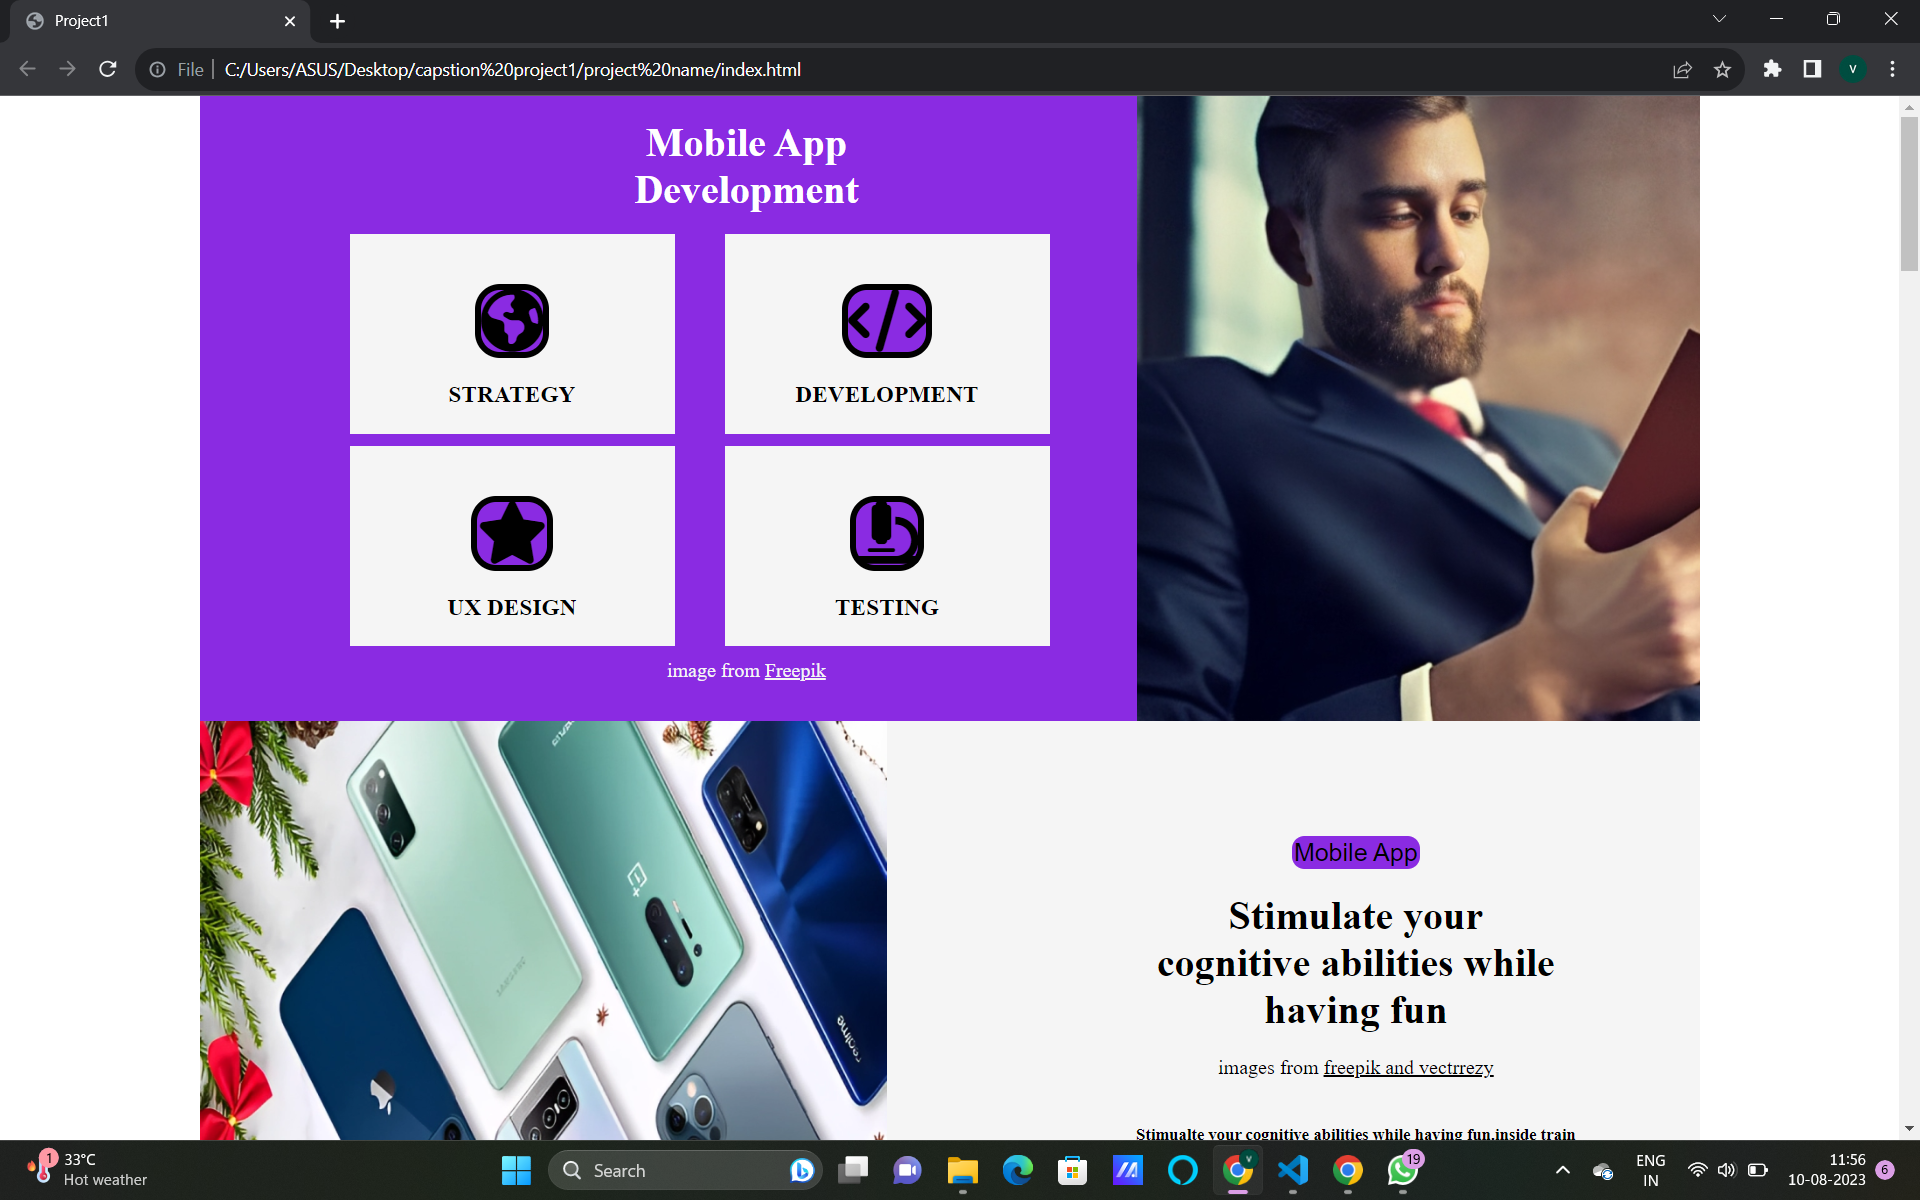 Project1
File
C:/Users/ASUS/Desktop/capstion%20project1/project%20name/index.html
V
Mobile App
Development
STRATEGY
DEVELOPMENT
UX DESIGN
TESTING
image from Freepik
SAMSUNG
realme
Mobile App
Stimulate your
cognitive abilities while
having fun
images from freepik and vectrrezy
Stimualte your cognitive abilities while having fun.inside train
1
33°C
Hot weather
Search
V
19
ENG
IN
11:56
10-08-2023
6